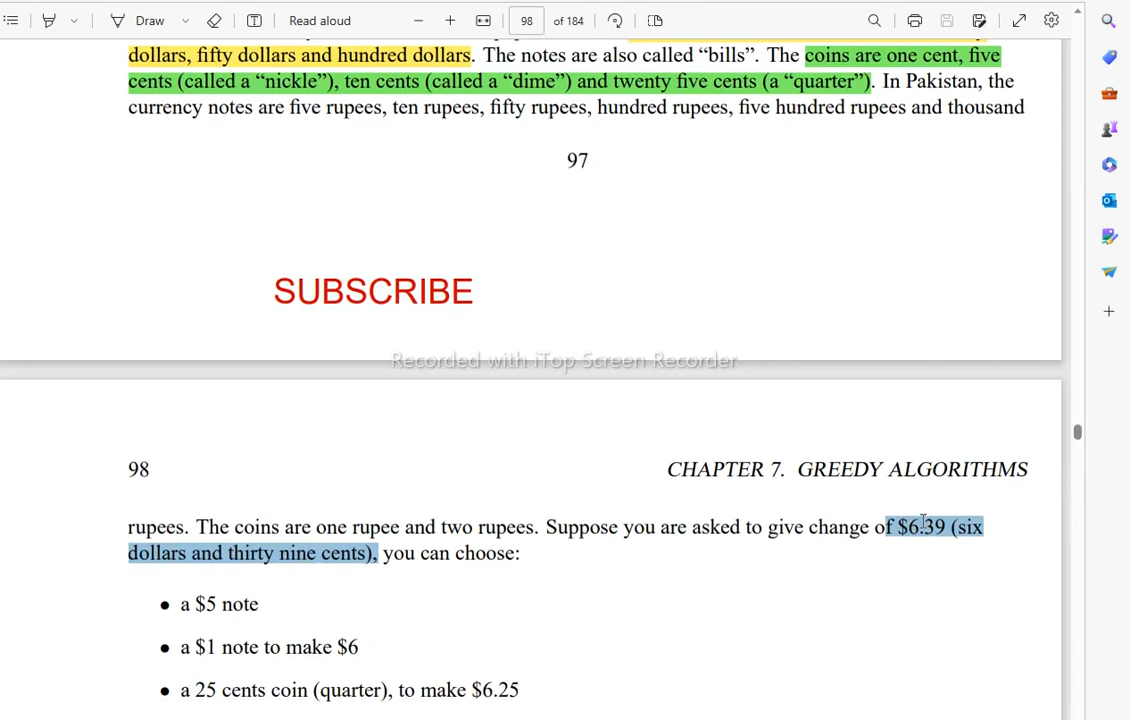 Draw
Read aloud
98 of 184
dollars, fifty dollars and hundred dollars. The notes are also called “bills”. The coins are one cent, five
cents (called a “nickle”), ten cents (called a “dime”) and twenty five cents (a “quarter”). In Pakistan, the
currency notes are five rupees, ten rupees, fifty rupees, hundred rupees, five hundred rupees and thousand
97
SUBSCRIBE
Recorded with iTop Screen Recorder
98 CHAPTER 7. GREEDY ALGORITHMS
rupees. The coins are one rupee and two rupees. Suppose you are asked to give change of $6.39 (six
dollars and thirty nine cents), you can choose:
• a $5 note
• a $1 note to make $6
• a 25 cents coin (quarter), to make $6.25